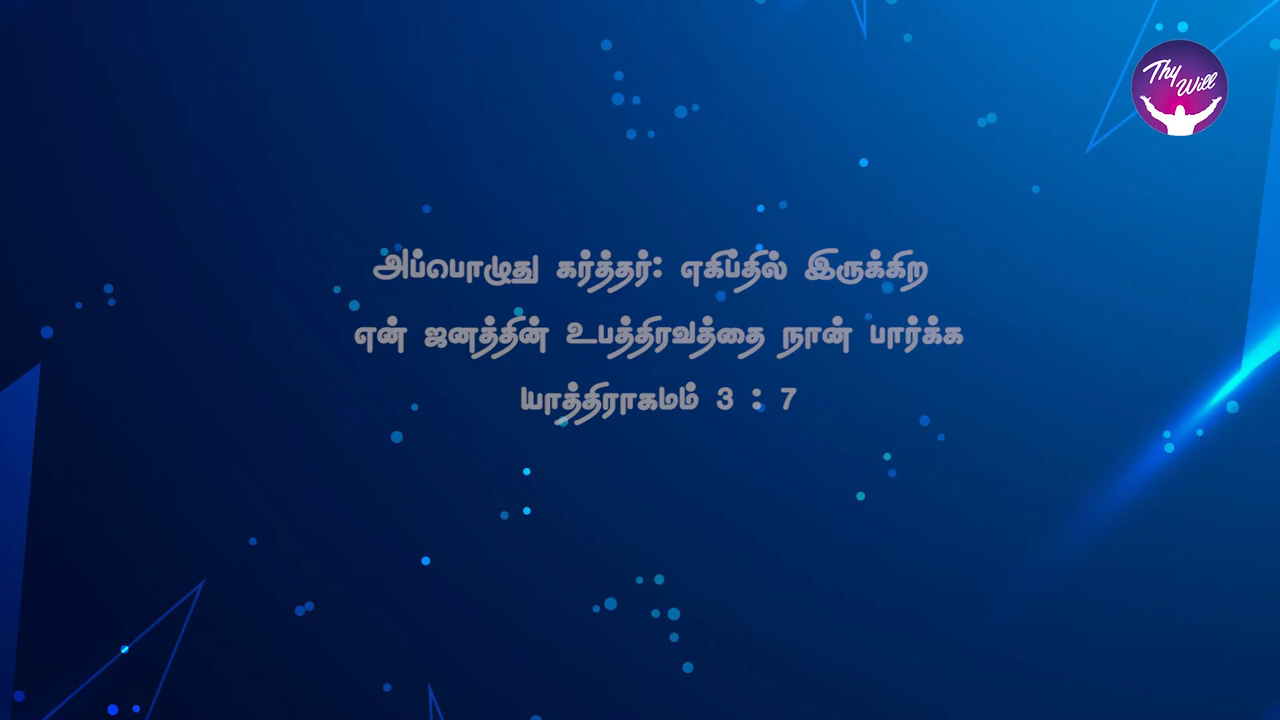 Thy
Will
அப்பொழுது கர்த்தர்: எகிப்தில் இருக்கிற
என் ஜனத்தின் உபத்திரவத்தை நான் பார்க்க
யாத்திராகமம் 3 : 7